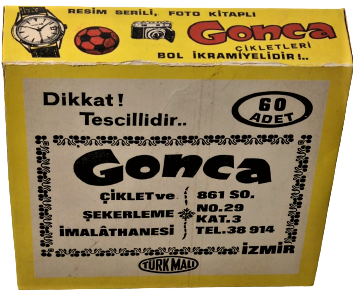 RESİM SERİLİ, FOTO KİTAPLI
Gonca
ÇİKLETLERİ
BOL İKRAMİYELİDİR!..
Dikkat!
Tescillidir..
60
ADET
Gonca
ÇİKLET ve
ŞEKERLEME
İMALÂTHANESİ
861 SO.
NO.29
KAT.3
TEL.38 914
İZMİR
TÜRK MALI